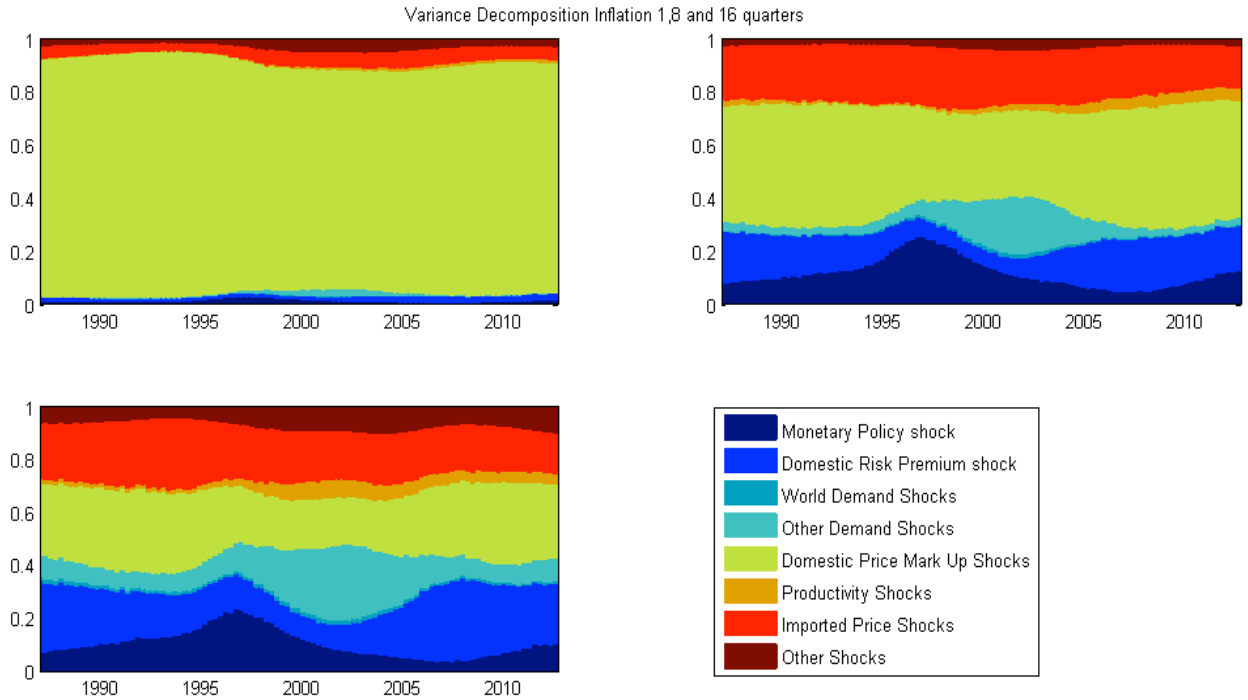 Variance Decomposition Inflation 1,8 and 16 quarters
1
0.8
0.6
0.4
0.2
0
1990 1995 2000 2005 2010
1
0.8
0.6
0.4
0.2
0
1990 1995 2000 2005 2010
1
0.8
0.6
0.4
0.2
0
1990 1995 2000 2005 2010
Monetary Policy shock
Domestic Risk Premium shock
World Demand Shocks
Other Demand Shocks
Domestic Price Mark Up Shocks
Productivity Shocks
Imported Price Shocks
Other Shocks